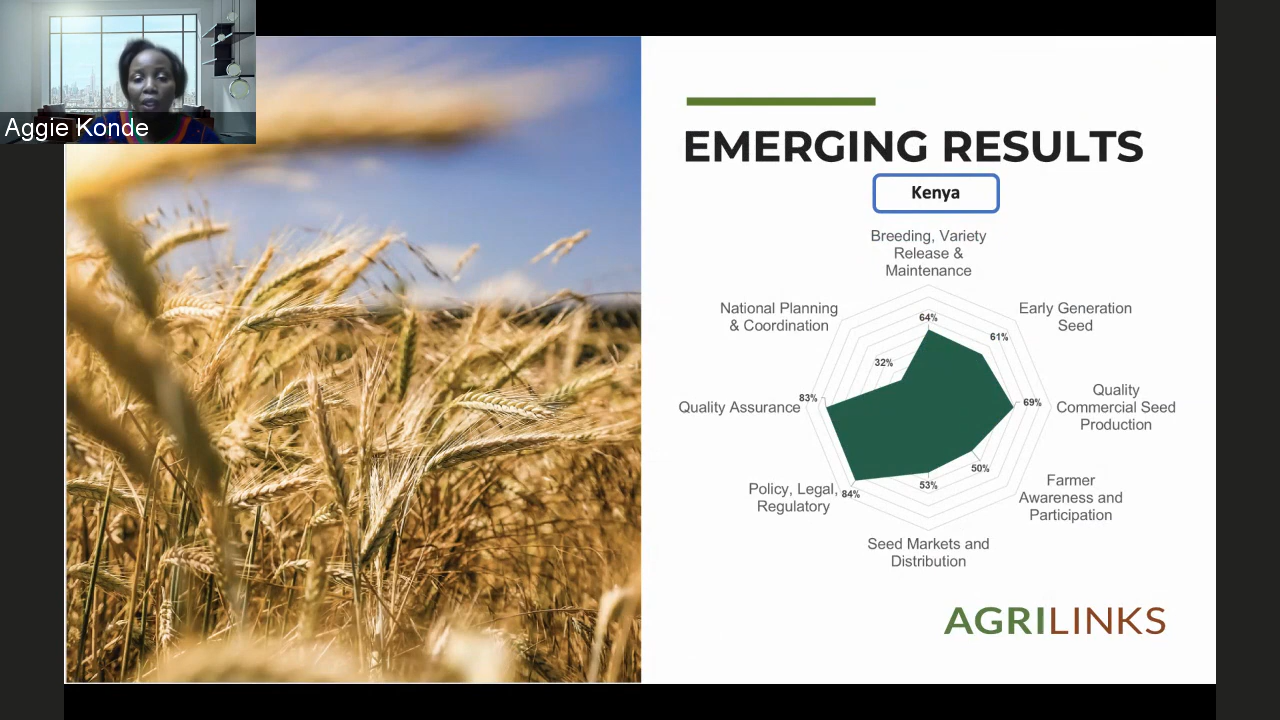 Aggie Konde
EMERGING RESULTS
Kenya
Breeding, Variety
Release &
Maintenance
64%
Early Generation
Seed
61%
Quality
Commercial Seed
Production
69%
Farmer
Awareness and
Participation
50%
Seed Markets and
Distribution
53%
Policy, Legal,
Regulatory
84%
Quality Assurance
83%
National Planning
& Coordination
32%
AGRILINKS